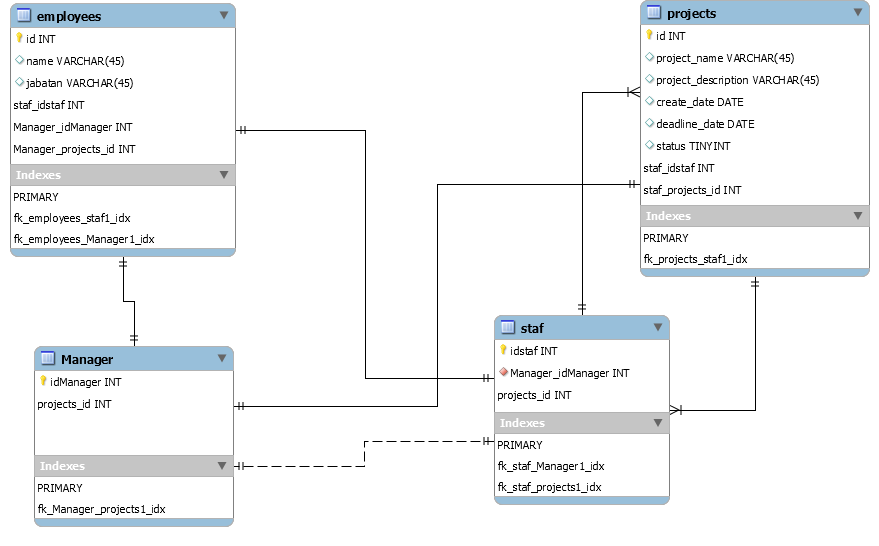 employees
id INT
name VARCHAR(45)
jabatan VARCHAR(45)
staf_idstaf INT
Manager_idManager INT
Manager_projects_id INT
Indexes
PRIMARY
fk_employees_staf1_idx
fk_employees_Manager1_idx
projects
id INT
project_name VARCHAR(45)
project_description VARCHAR(45)
create_date DATE
deadline_date DATE
status TINYINT
staf_idstaf INT
staf_projects_id INT
Indexes
PRIMARY
fk_projects_staf1_idx
Manager
idManager INT
projects_id INT
Indexes
PRIMARY
fk_Manager_projects1_idx
staf
idstaf INT
Manager_idManager INT
projects_id INT
Indexes
PRIMARY
fk_staf_Manager1_idx
fk_staf_projects1_idx